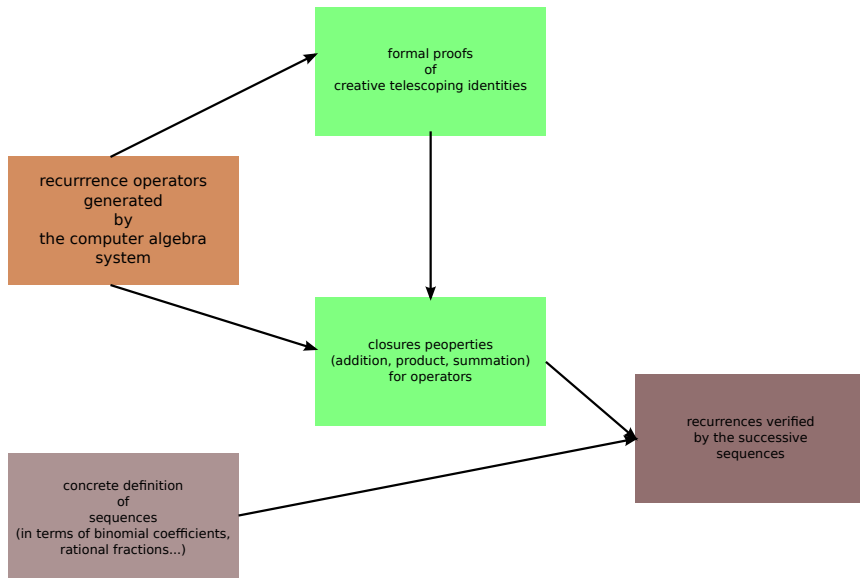 formal proofs
of
creative telescoping identities
recurrrence operators
generated
by
the computer algebra
system
closures peoperties
(addition, product, summation)
for operators
recurrences verified
by the successive
sequences
concrete definition
of
sequences
(in terms of binomial coefficients,
rational fractions...)